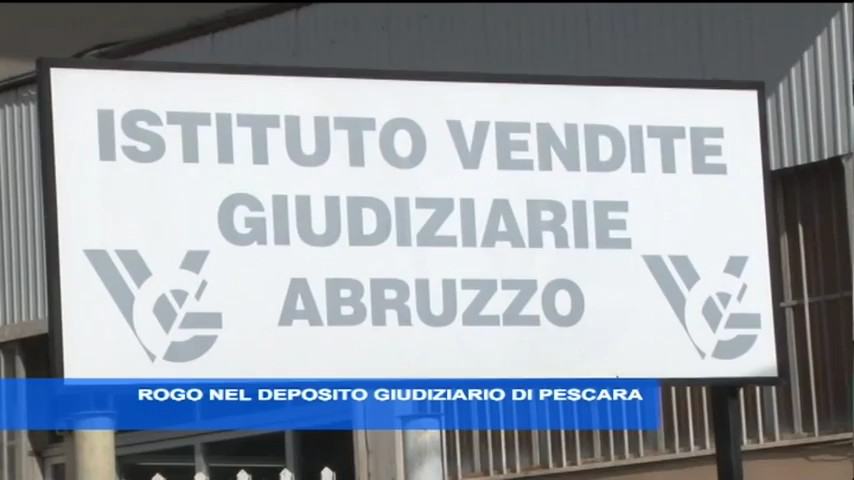 ISTITUTO VENDITE
GIUDIZIARIE
ABRUZZO
ROGO NEL DEPOSITO GIUDIZIARIO DI PESCARA